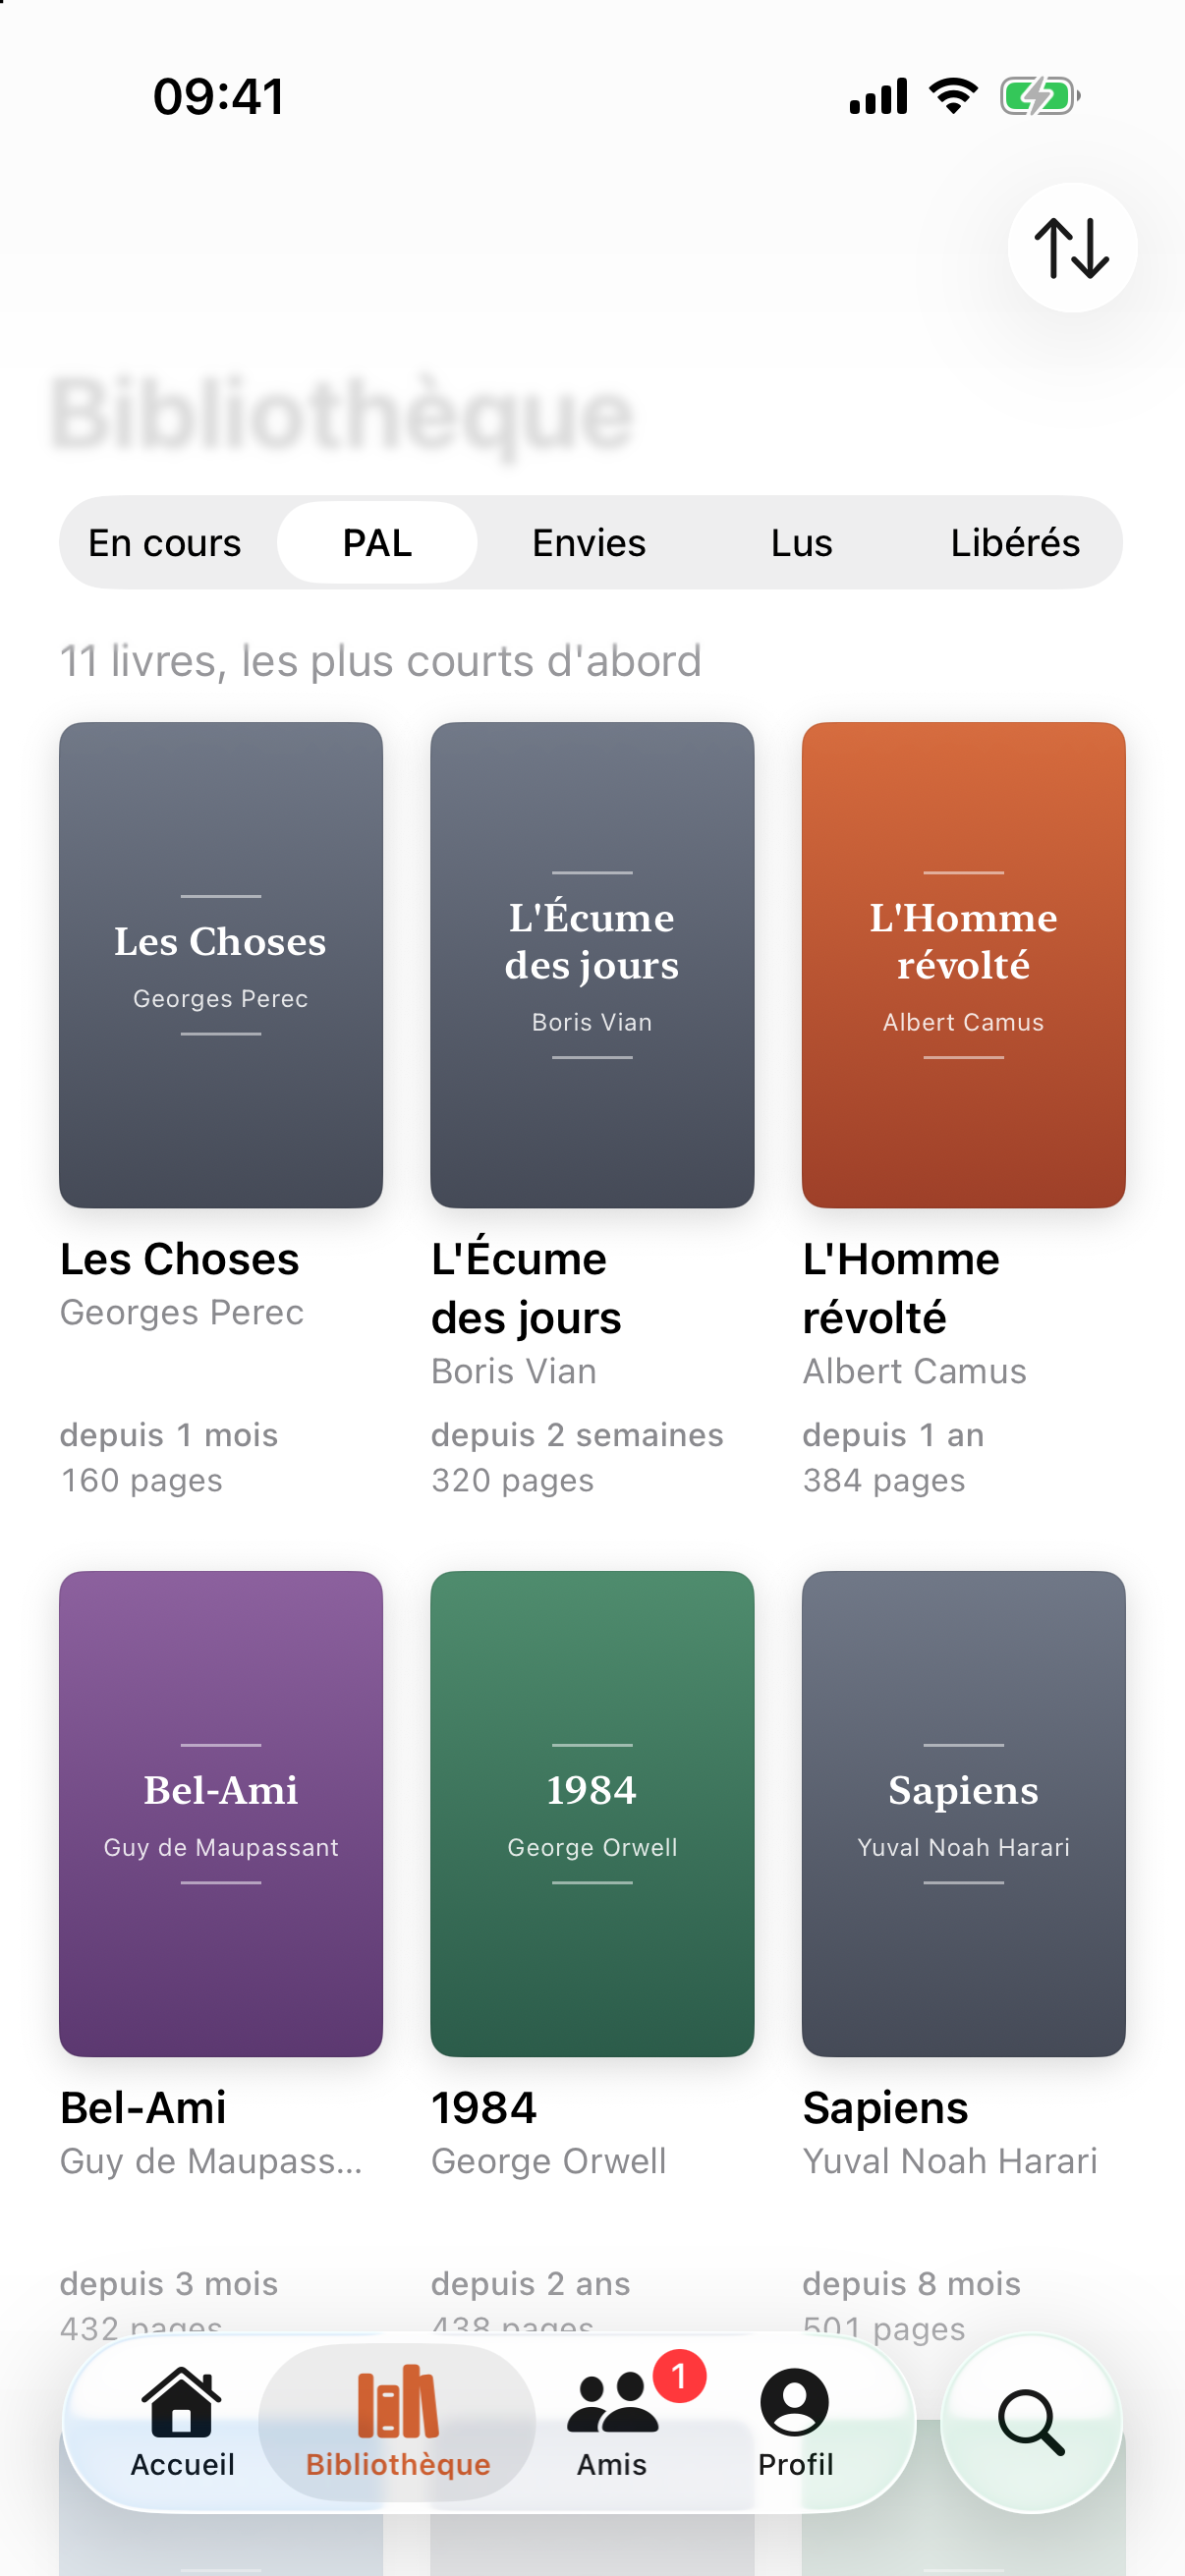 09:41
Bibliothèque
En cours PAL Envies Lus Libérés
11 livres, les plus courts d'abord
Les Choses
Georges Perec
L'Écume
des jours
Boris Vian
L'Homme
révolté
Albert Camus
Les Choses
Georges Perec
depuis 1 mois
160 pages
L'Écume
des jours
Boris Vian
depuis 2 semaines
320 pages
L'Homme
révolté
Albert Camus
depuis 1 an
384 pages
Bel-Ami
Guy de Maupassant
1984
George Orwell
Sapiens
Yuval Noah Harari
Bel-Ami
Guy de Maupass...
depuis 3 mois
432 pages
1984
George Orwell
depuis 2 ans
438 pages
Sapiens
Yuval Noah Harari
depuis 8 mois
501 pages
1
Accueil Bibliothèque Amis Profil